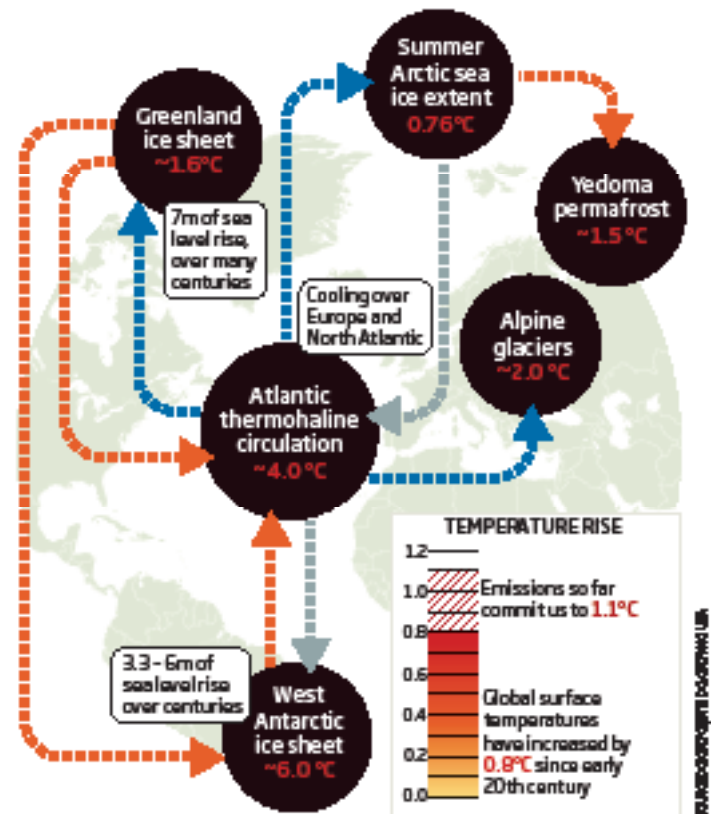 Summer
Arctic sea
ice extent
0.76°C
Greenland
ice sheet
~1.6°C
Yedoma
permafrost
~1.5°C
7m of sea
level rise,
over many
centuries
Cooling over
Europe and
North Atlantic
Alpine
glaciers
~2.0°C
Atlantic
thermohaline
circulation
~4.0°C
3.3-6m of
sea level rise
over centuries
West
Antarctic
ice sheet
~6.0°C
TEMPERATURE RISE
1.2
1.0
0.8
0.6
0.4
0.2
0.0
Emissions so far
commit us to 1.1°C
Global surface
temperatures
have increased by
0.8°C since early
20th century